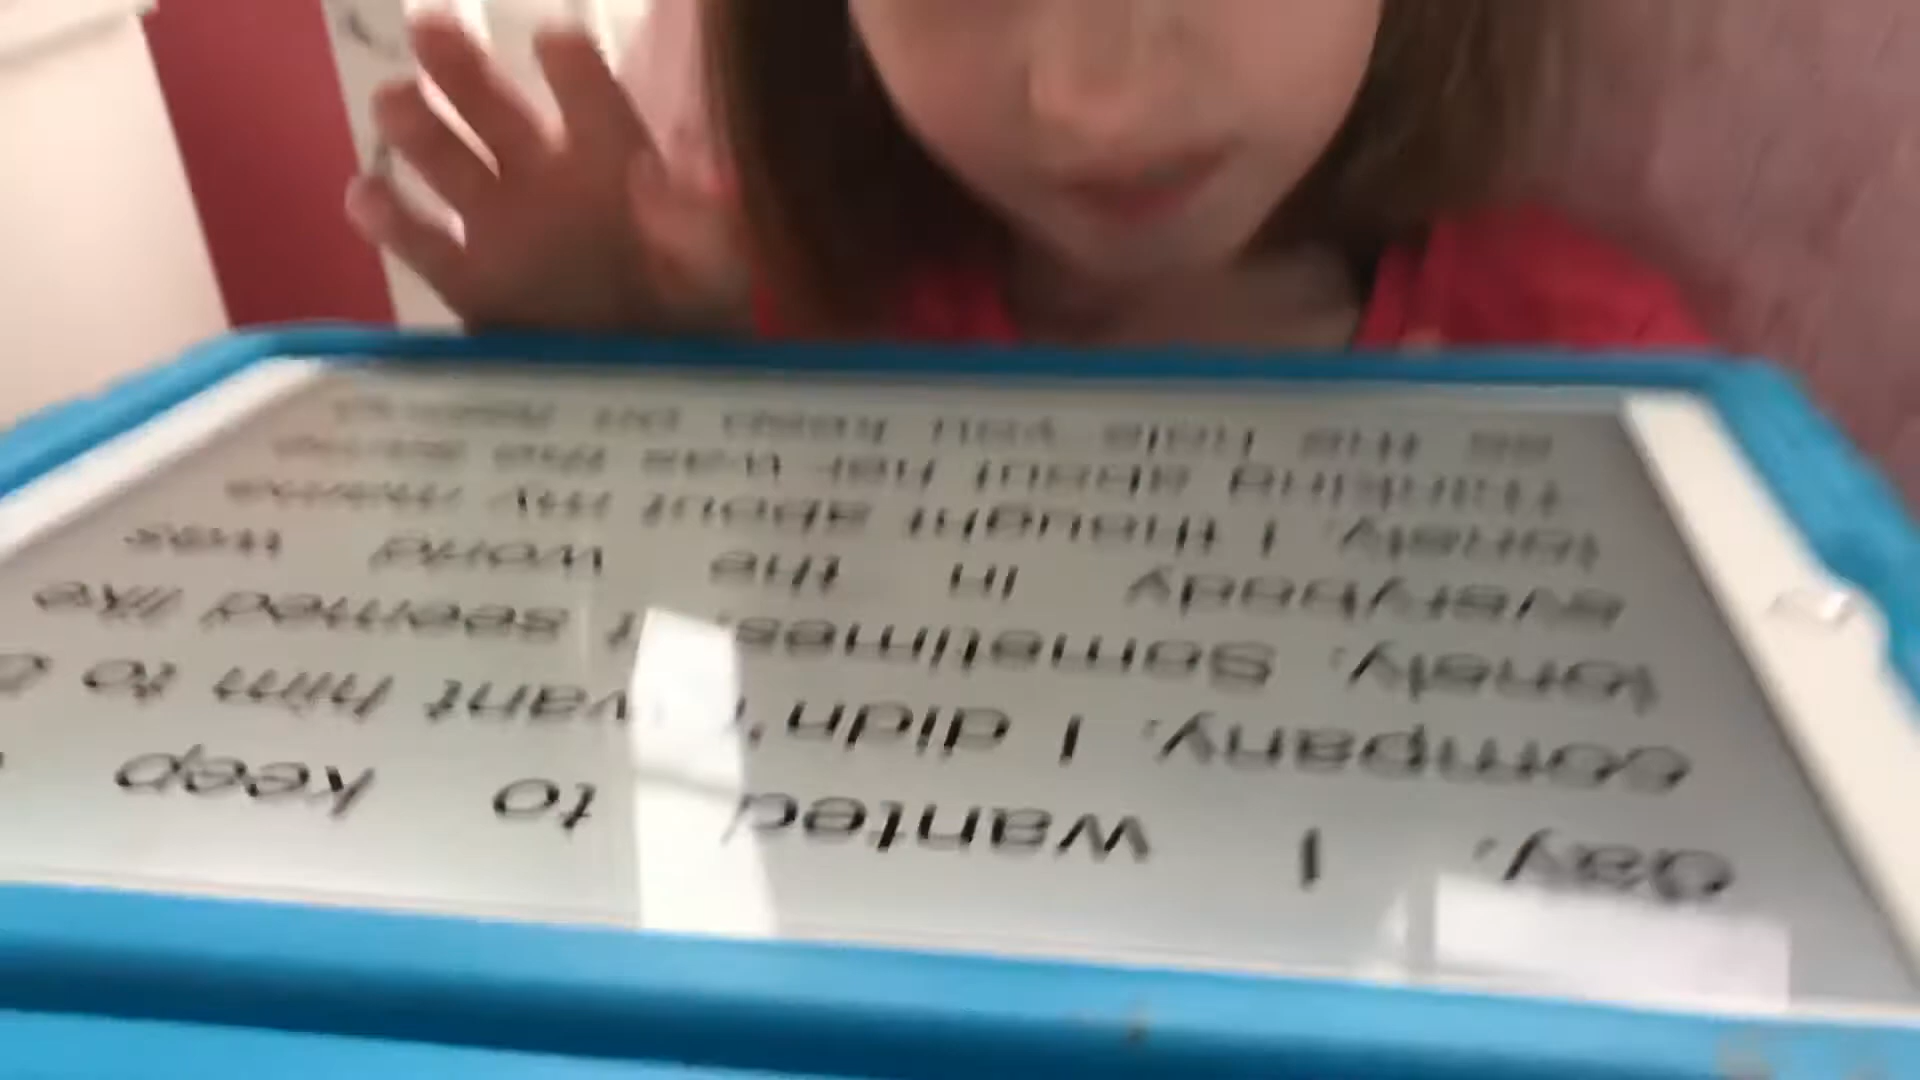 day. I wanted to keep
company. I didn't want him to
lonely. Sometimes, it seemed like
everybody in the world was
lonely. I thought about my mama.
Thinking about her was the same
as the hole you keep on feeling